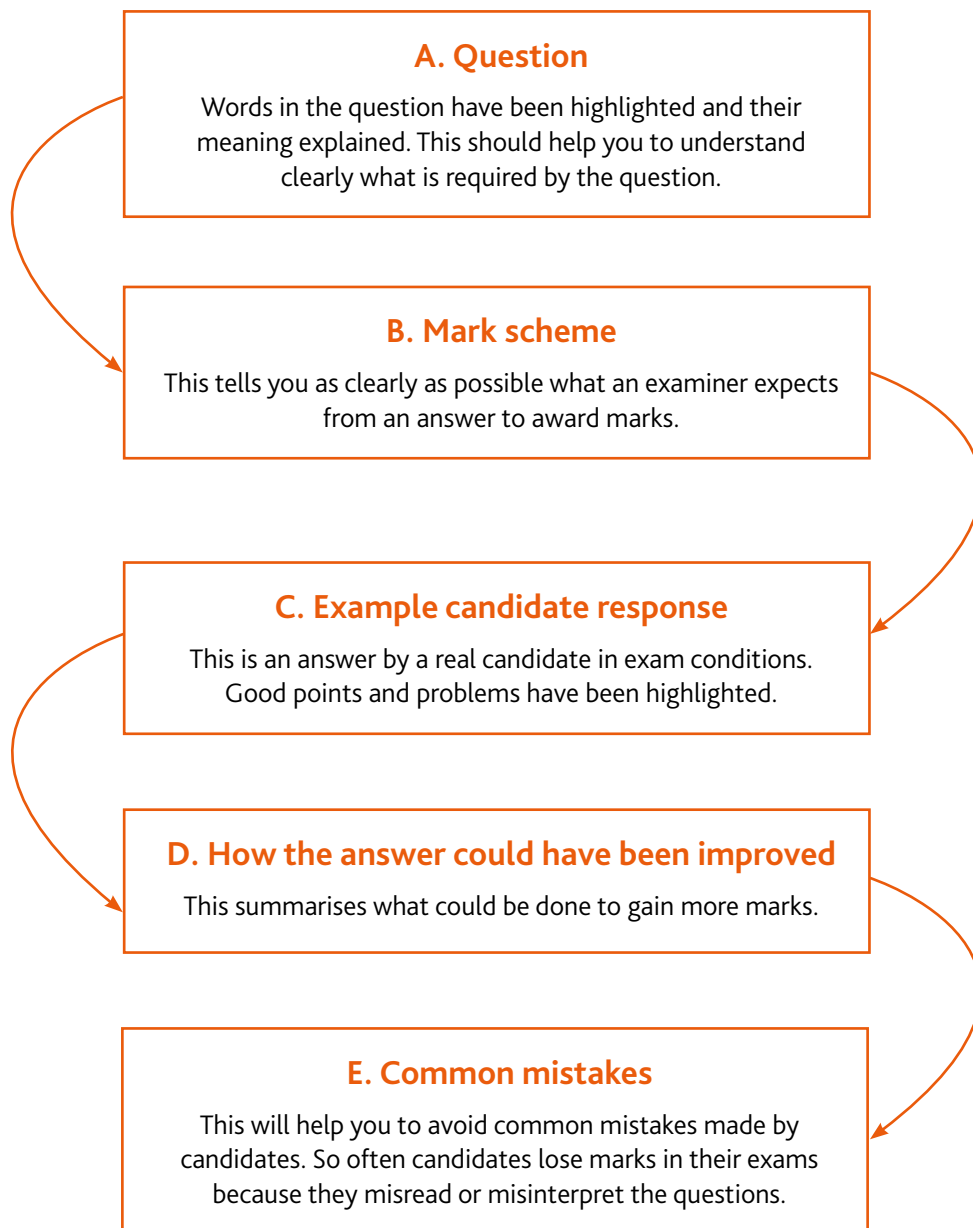 A. Question
Words in the question have been highlighted and their
meaning explained. This should help you to understand
clearly what is required by the question.
B. Mark scheme
This tells you as clearly as possible what an examiner expects
from an answer to award marks.
C. Example candidate response
This is an answer by a real candidate in exam conditions.
Good points and problems have been highlighted.
D. How the answer could have been improved
This summarises what could be done to gain more marks.
E. Common mistakes
This will help you to avoid common mistakes made by
candidates. So often candidates lose marks in their exams
because they misread or misinterpret the questions.